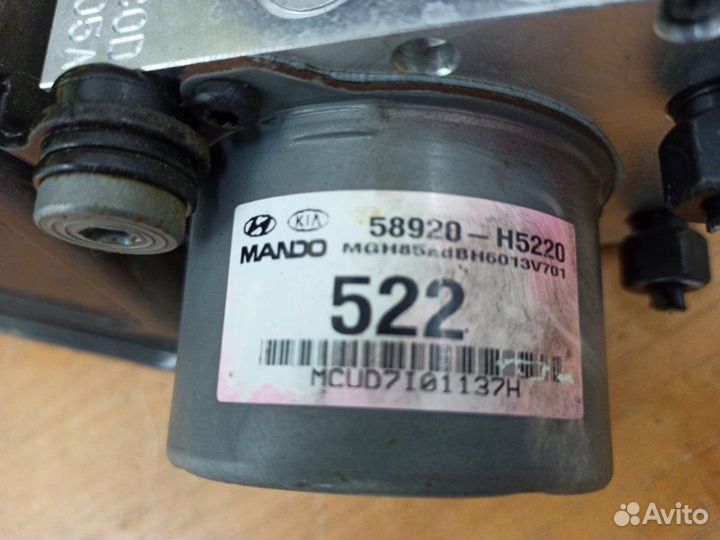 KIA 58920-H5220
MANDO MGH85AdBH6013V701
522
MCUD7I01137H
Avito